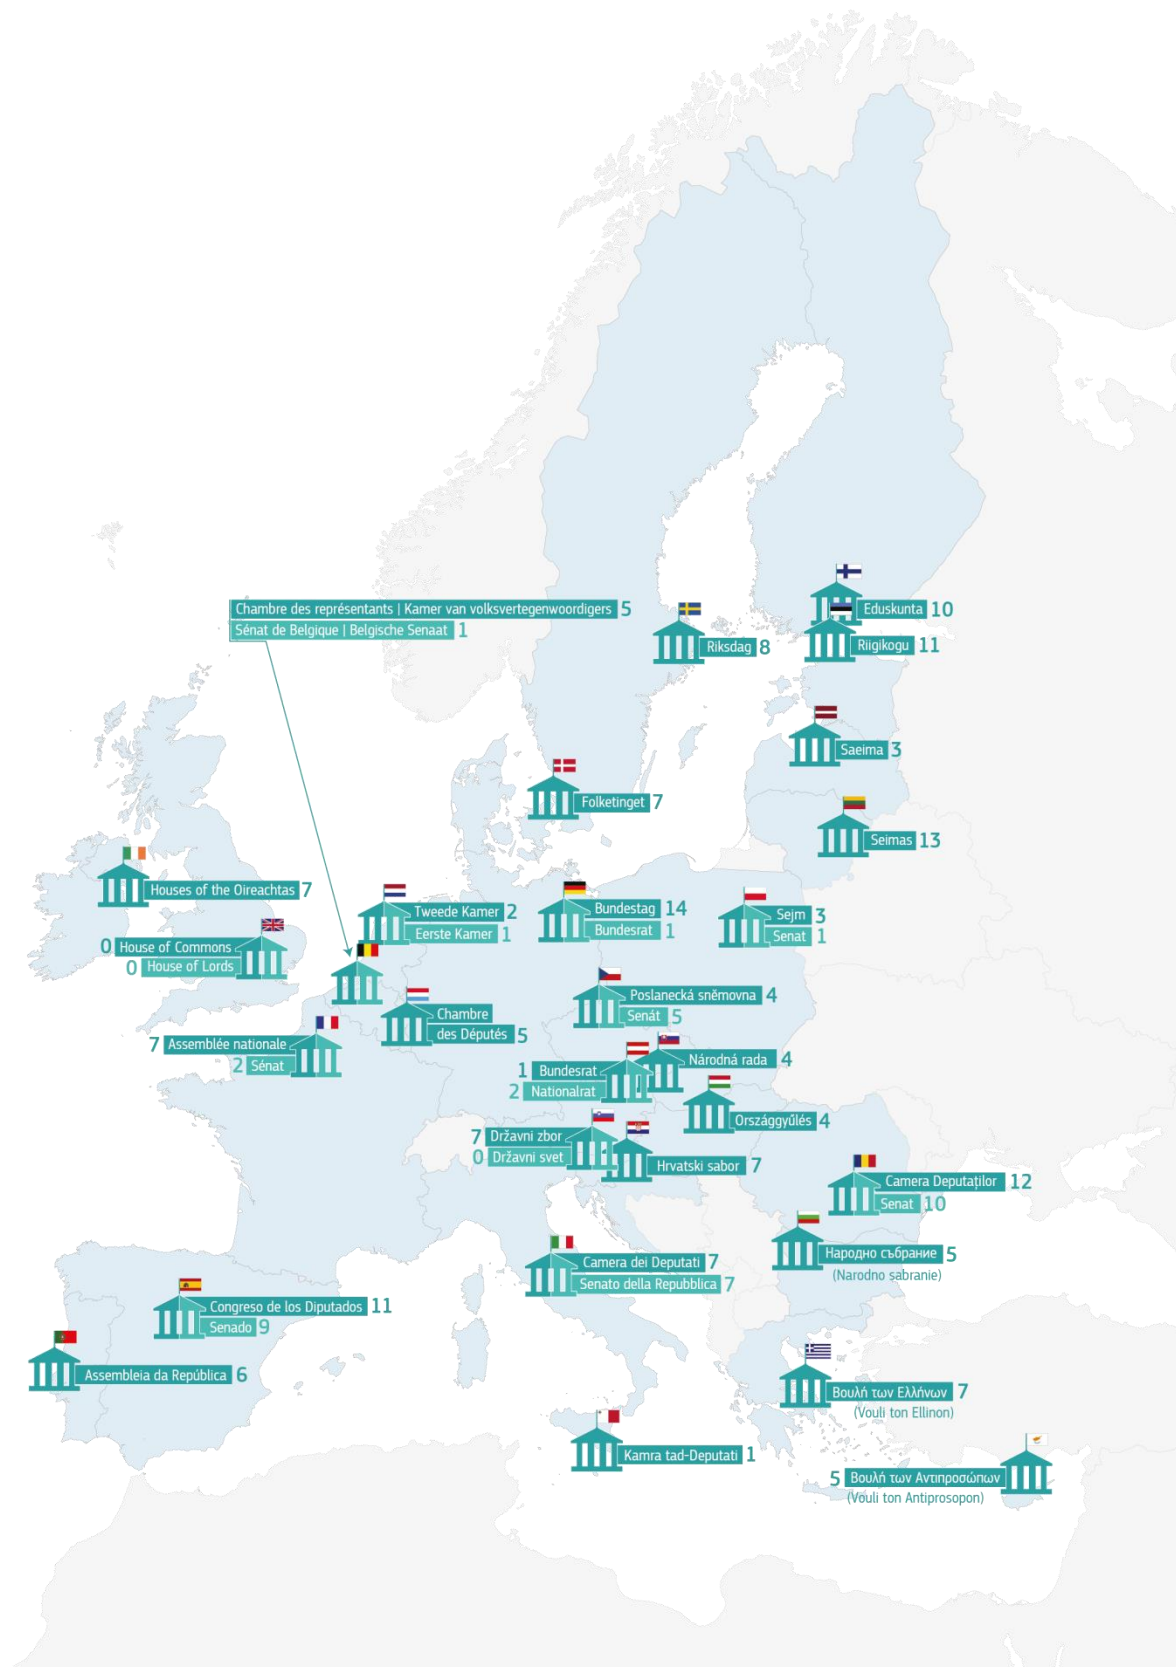 Eduskunta 10
Chambre des représentants | Kamer van volksvertegenwoordigers 5
Sénat de Belgique | Belgische Senaat 1
Riksdag 8
Riigikogu 11
Saeima 3
Folketinget 7
Seimas 13
Houses of the Oireachtas 7
Tweede Kamer 2
Eerste Kamer 1
Bundestag 14
Bundesrat 1
Sejm 3
Senat 1
0 House of Commons
0 House of Lords
Poslanecká sněmovna 4
Senát 5
Chambre
des Députés 5
7 Assemblée nationale
2 Sénat
Národná rada 4
1 Bundesrat
2 Nationalrat
Országgyűlés 4
7 Državni zbor
0 Državni svet
Hrvatski sabor 7
Camera Deputaților 12
Senat 10
Народно събрание 5
(Narodno sabranie)
Camera dei Deputati 7
Senato della Repubblica 7
Congreso de los Diputados 11
Senado 9
Assembleia da República 6
Βουλή των Ελλήνων 7
(Vouli ton Ellinon)
Kamra tad-Deputati 1
5 Βουλή των Αντιπροσώπων
(Vouli ton Antiprosopon)